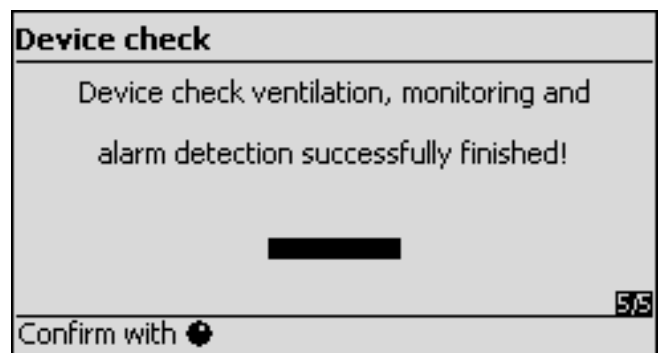 Device check
Device check ventilation, monitoring and
alarm detection successfully finished!
5/5
Confirm with